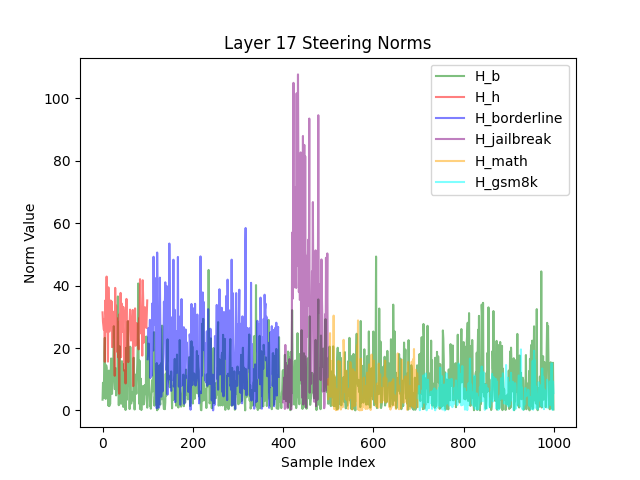 Layer 17 Steering Norms
H_b
H_h
H_borderline
H_jailbreak
H_math
H_gsm8k
Norm Value
100
80
60
40
20
0
0
200
400
600
800
1000
Sample Index